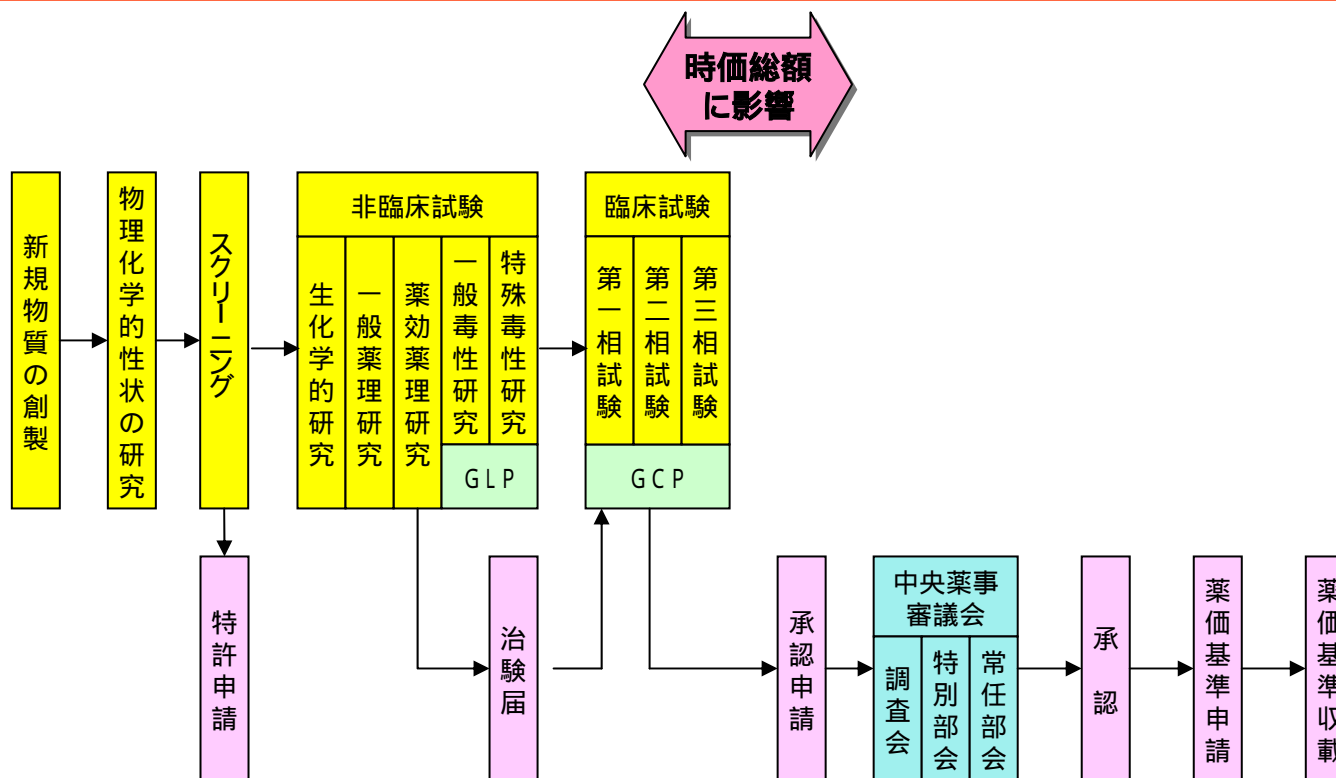 時価総額
に影響
新規物質の創製
物理化学的性状の研究
スクリーニング
非臨床試験
生化学的研究
一般薬理研究
薬効薬理研究
一般毒性研究
特殊毒性研究
GLP
臨床試験
第一相試験
第二相試験
第三相試験
GCP
特許申請
治験届
承認申請
中央薬事
審議会
調査会
特別部会
常任部会
承認
薬価基準申請
薬価基準収載